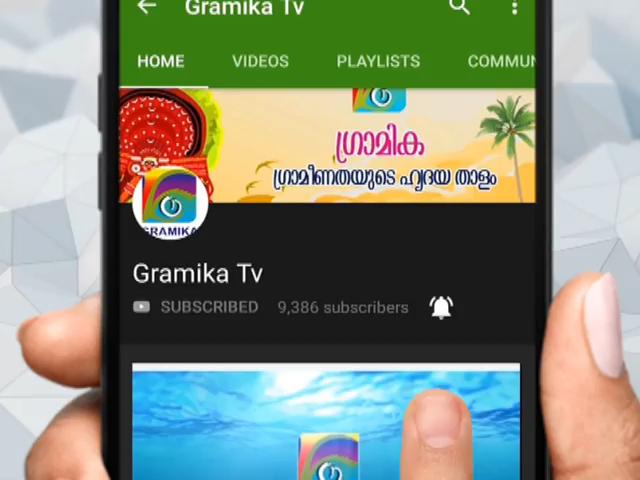 Gramika Tv
HOME VIDEOS PLAYLISTS COMMUN
ഗ്രാമിക
ഗ്രാമീണതയുടെ ഹൃദയ താളം
GRAMIKA
Gramika Tv
SUBSCRIBED 9,386 subscribers